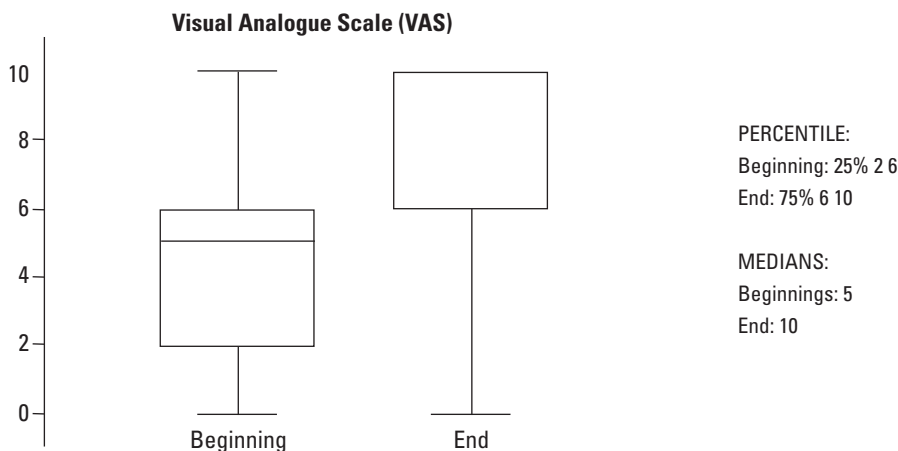 Visual Analogue Scale (VAS)
10
8
6
4
2
0
Beginning
End
PERCENTILE:
Beginning: 25% 2 6
End: 75% 6 10
MEDIANS:
Beginnings: 5
End: 10